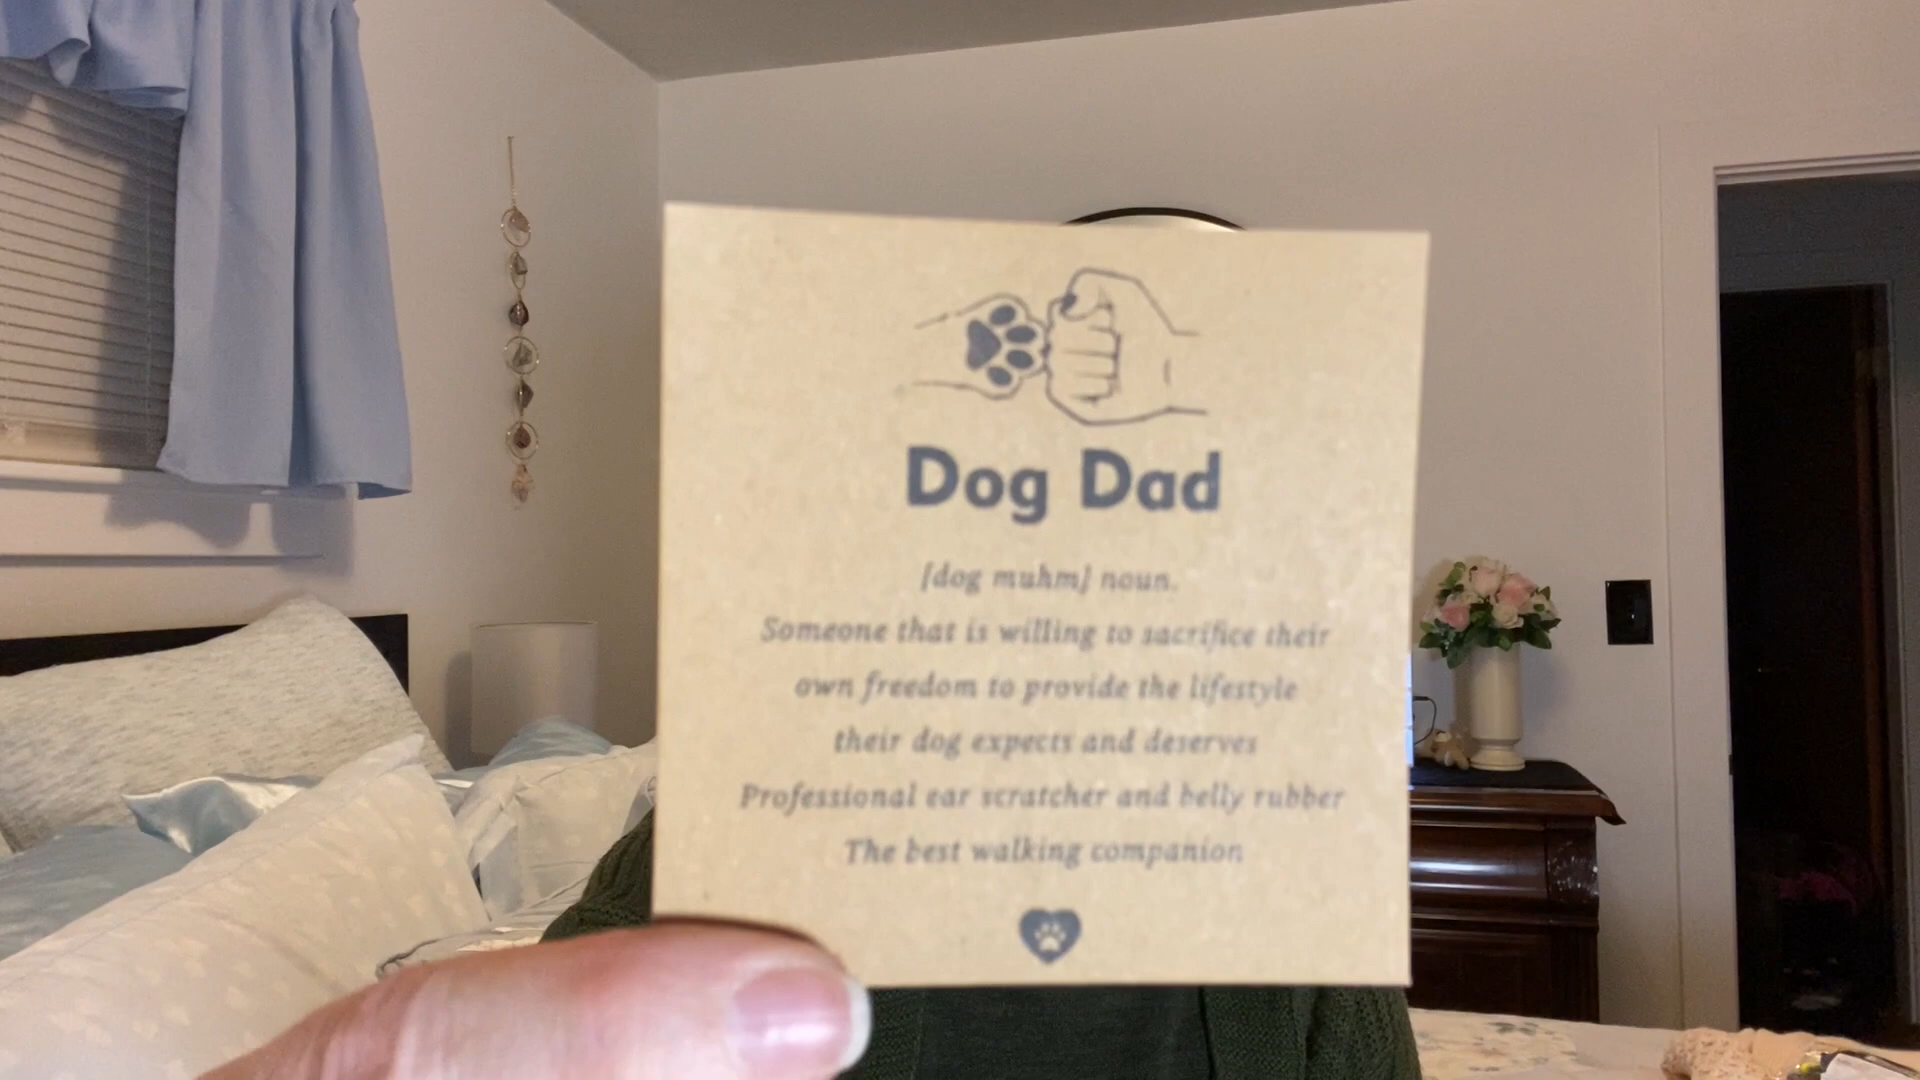 Dog Dad
[dog muhm] noun.
Someone that is willing to sacrifice their
own freedom to provide the lifestyle
their dog expects and deserves
Professional ear scratcher and belly rubber
The best walking companion